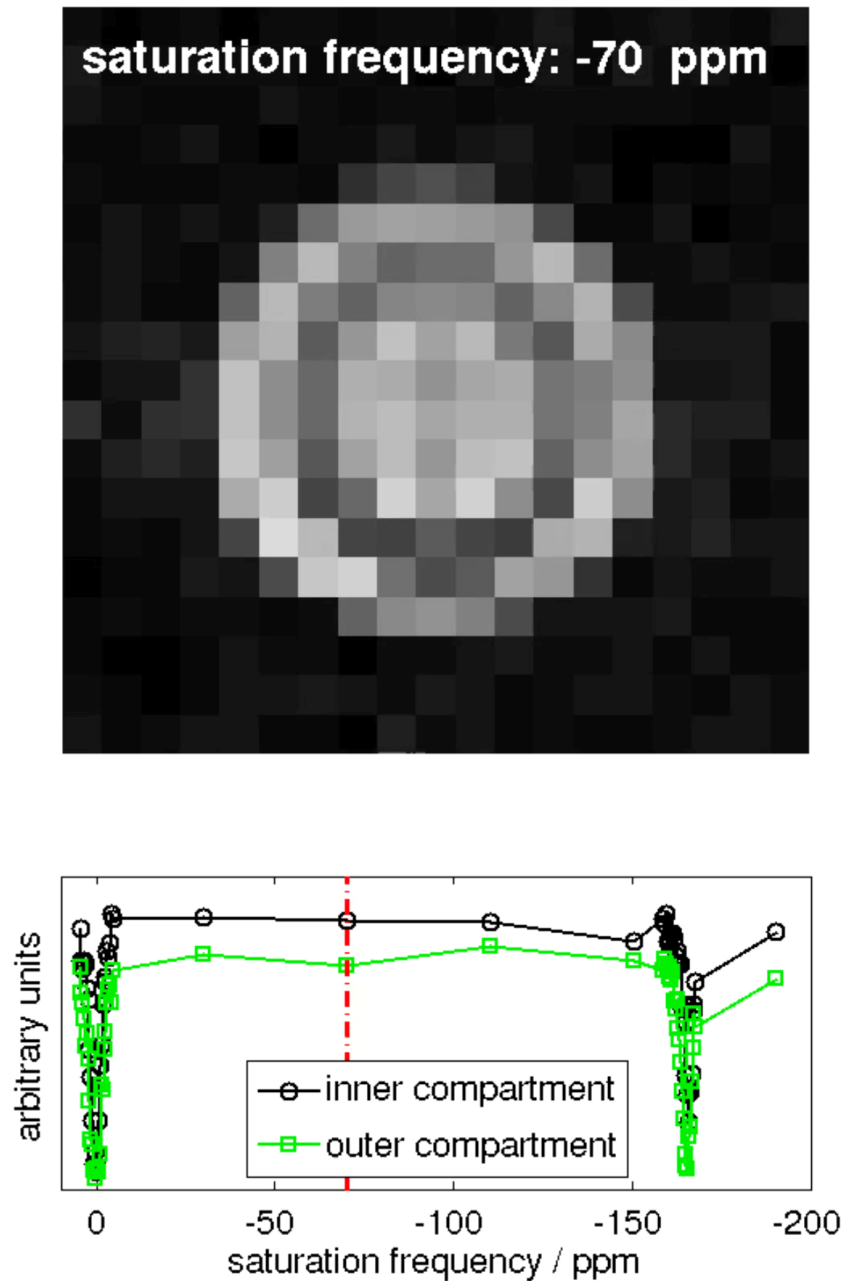 saturation frequency: -70 ppm
arbitrary units
inner compartment
outer compartment
0 -50 -100 -150 -200
saturation frequency / ppm